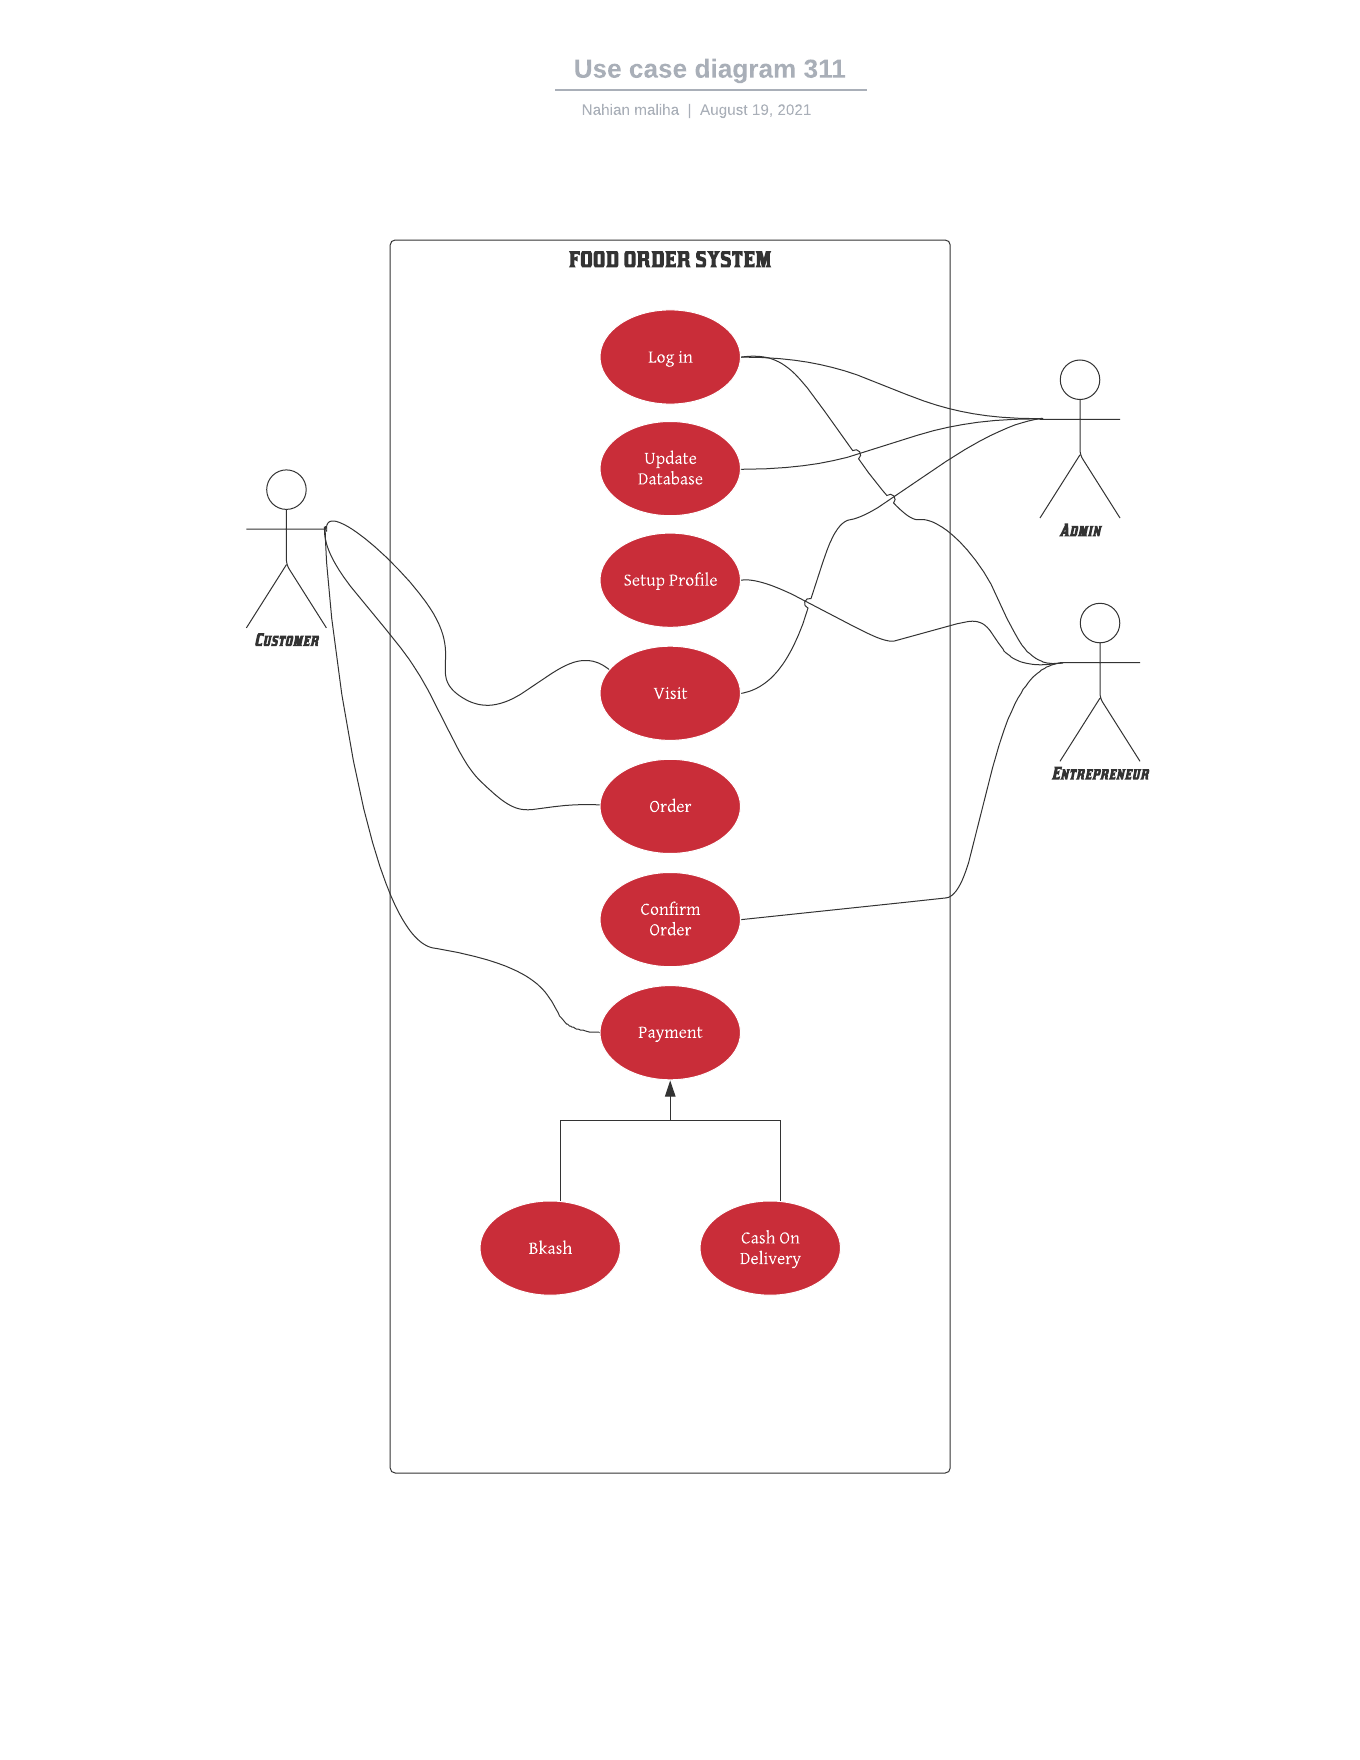 Use case diagram 311
Nahian maliha | August 19, 2021
FOOD ORDER SYSTEM
Log in
Update
Database
Setup Profile
Visit
Order
Confirm
Order
Payment
Bkash
Cash On
Delivery
CUSTOMER
ADMIN
ENTREPRENEUR